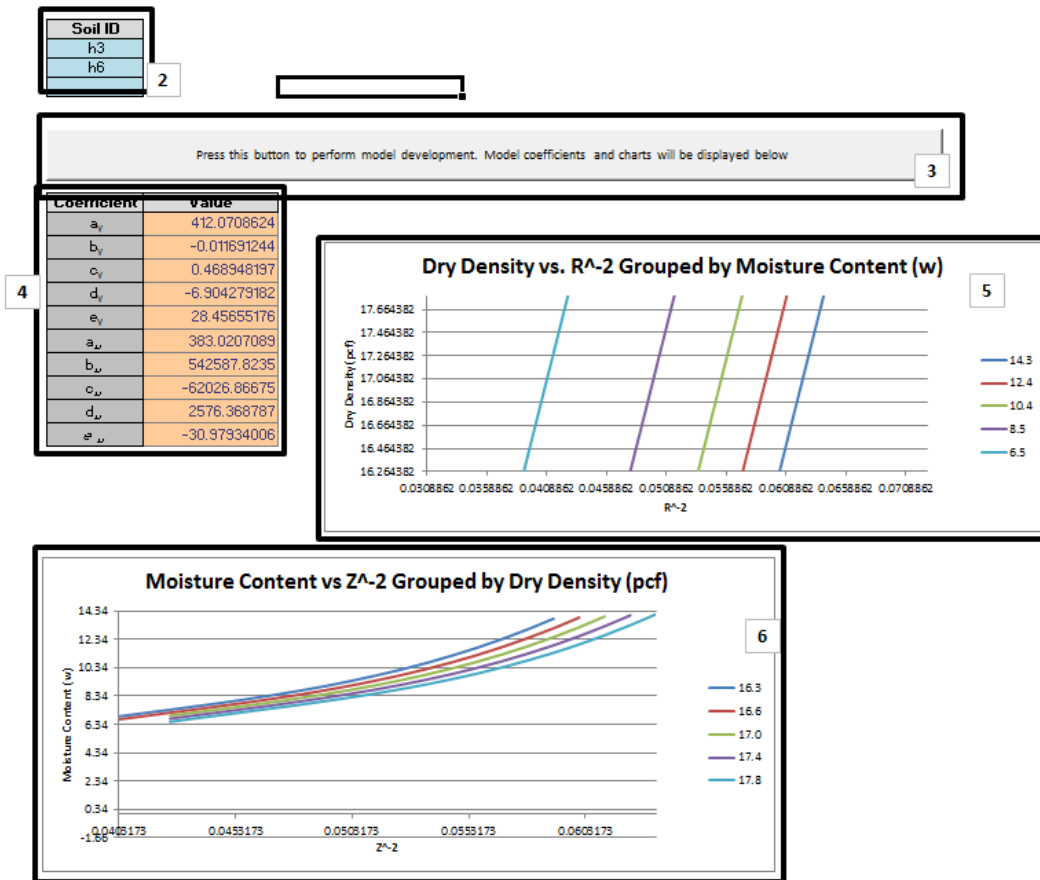 Soil ID
h3
h6
2
Press this button to perform model development. Model coefficients and charts will be displayed below
3
Coefficient Value
aγ 412.0708624
bγ -0.011691244
cγ 0.468948197
dγ -6.904279182
eγ 28.45655176
a 383.0207089
b 542587.8235
c -62026.86675
d 2576.368787
e -30.97934006
4
Dry Density vs. R^-2 Grouped by Moisture Content (w)
5
Dry Density (pcf)
17.664382
17.464382
17.264382
17.064382
16.864382
16.664382
16.464382
16.264382
0.0308862 0.0358862 0.0408862 0.0458862 0.0508862 0.0558862 0.0608862 0.0658862 0.0708862
R^-2
14.3
12.4
10.4
8.5
6.5
Moisture Content vs Z^-2 Grouped by Dry Density (pcf)
6
Moisture Content (w)
14.34
12.34
10.34
8.34
6.34
4.34
2.34
0.34
-1.66
0.0403173 0.0453173 0.0503173 0.0553173 0.0603173
Z^-2
16.3
16.6
17.0
17.4
17.8